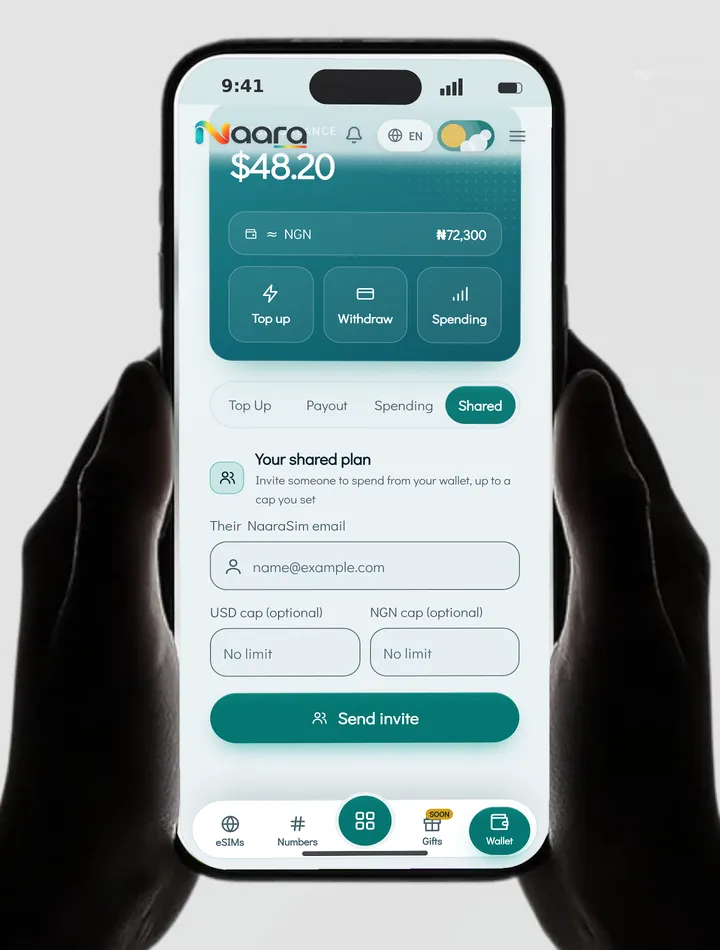 9:41
Naara
ANCE
EN
$48.20
≈ NGN
₦72,300
Top up
Withdraw
Spending
Top Up
Payout
Spending
Shared
Your shared plan
Invite someone to spend from your wallet, up to a
cap you set
Their NaaraSim email
name@example.com
USD cap (optional)
NGN cap (optional)
No limit
No limit
Send invite
SOON
eSIMs
Numbers
Gifts
Wallet